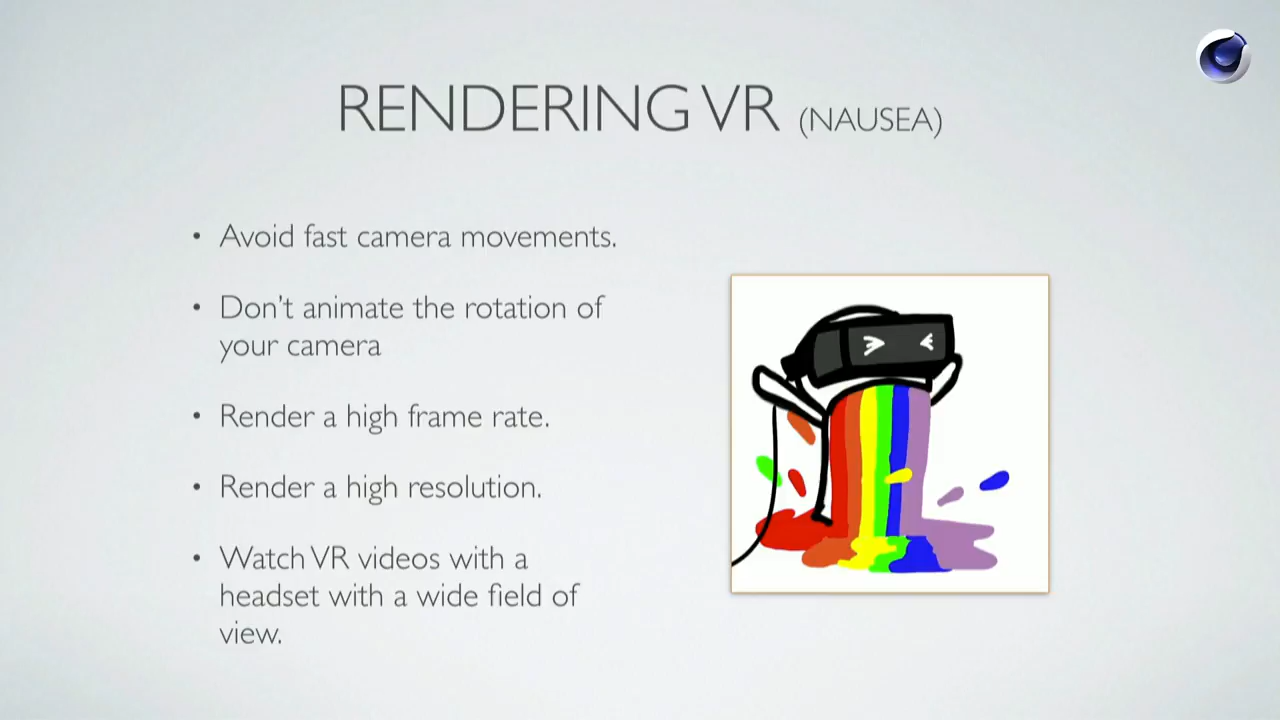 RENDERING VR (NAUSEA)
• Avoid fast camera movements.
• Don't animate the rotation of
your camera
• Render a high frame rate.
• Render a high resolution.
• Watch VR videos with a
headset with a wide field of
view.